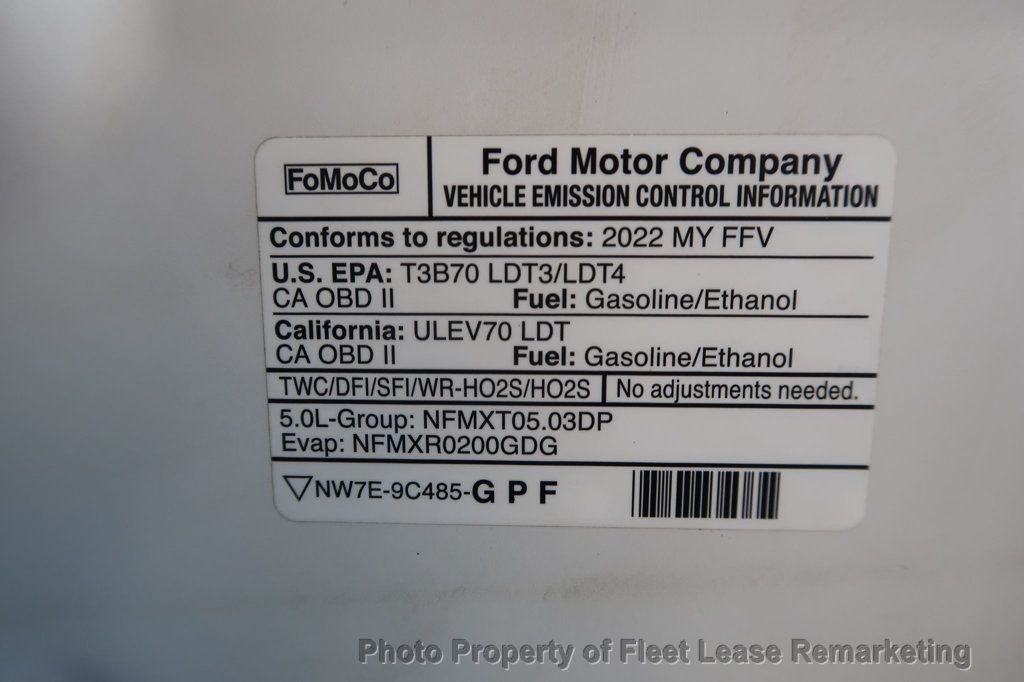 FoMoCo
Ford Motor Company
VEHICLE EMISSION CONTROL INFORMATION
Conforms to regulations: 2022 MY FFV
U.S. EPA: T3B70 LDT3/LDT4
CA OBD II Fuel: Gasoline/Ethanol
California: ULEV70 LDT
CA OBD II Fuel: Gasoline/Ethanol
TWC/DFI/SFI/WR-HO2S/HO2S No adjustments needed.
5.0L-Group: NFMXT05.03DP
Evap: NFMXR0200GDG
NW7E-9C485-G P F
Photo Property of Fleet Lease Remarketing